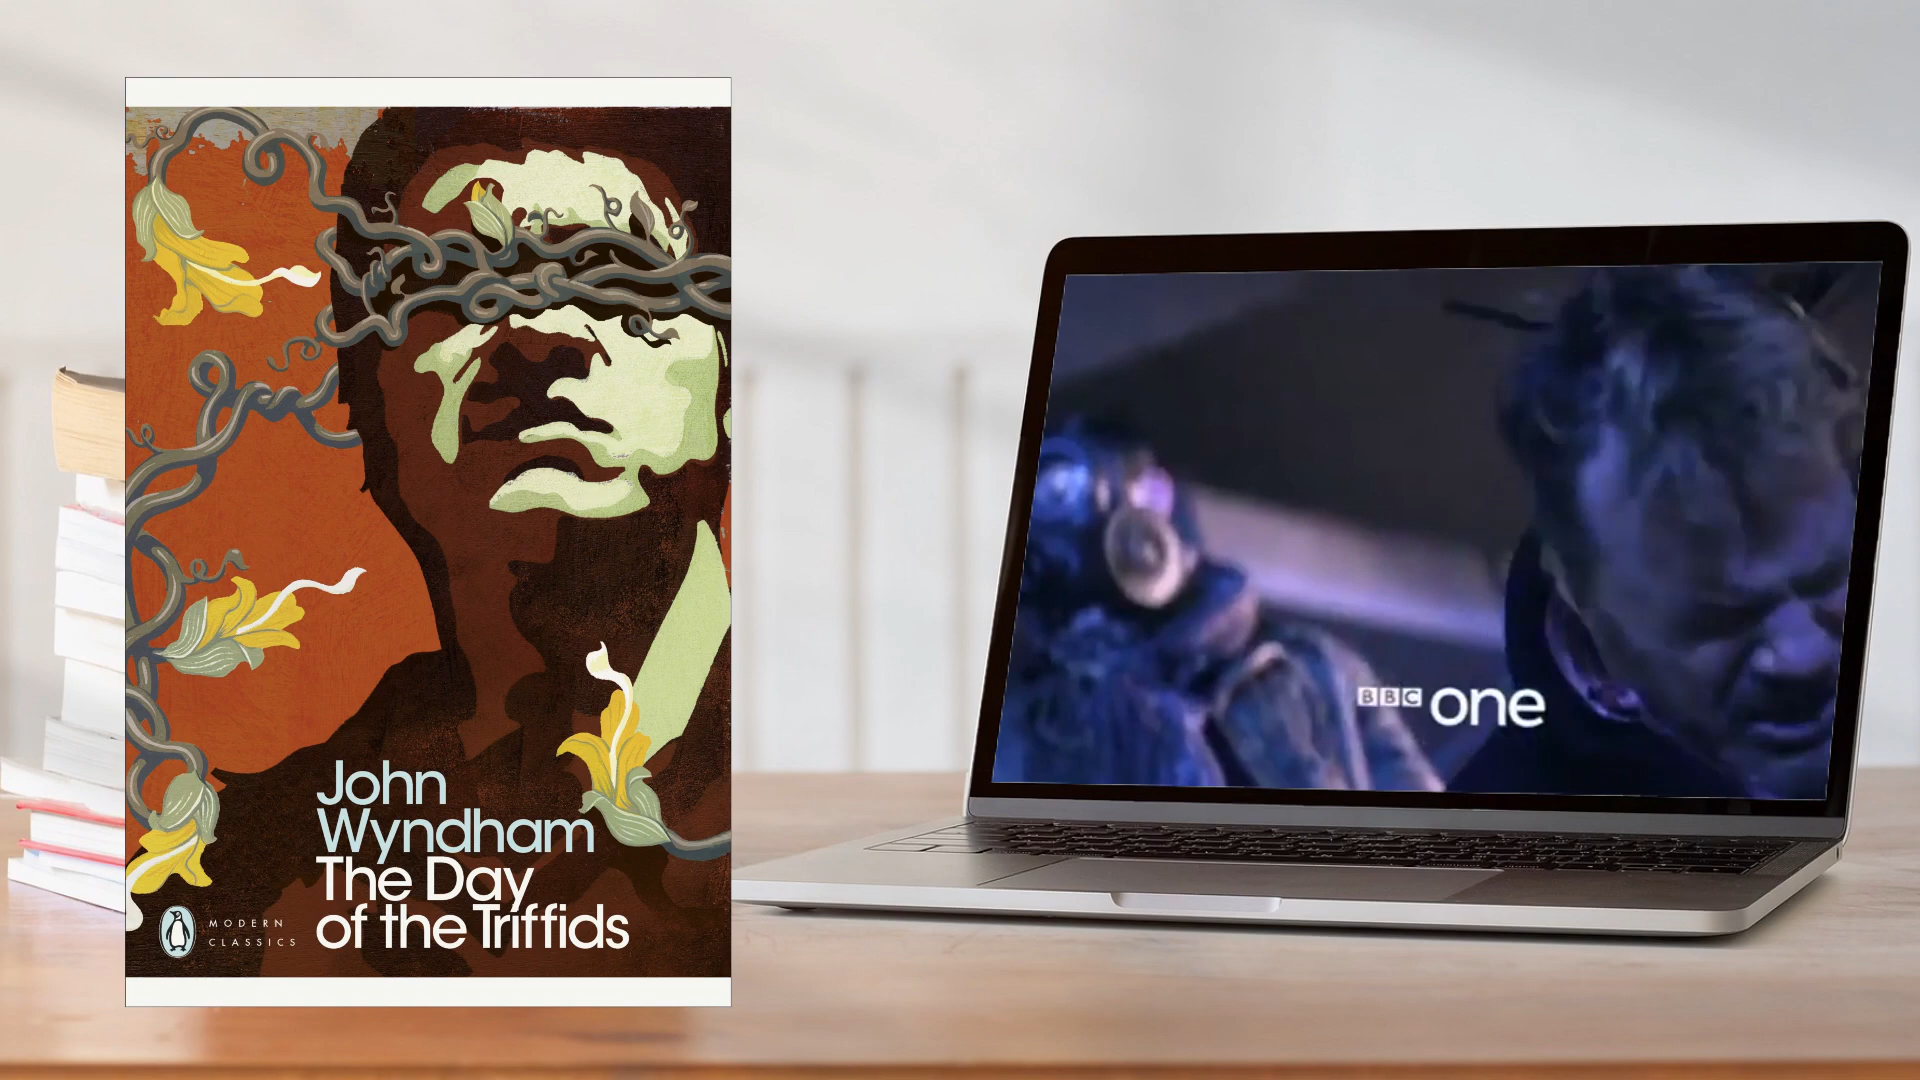 John
Wyndham
The Day
of the Triffids
MODERN
CLASSICS
BBC one